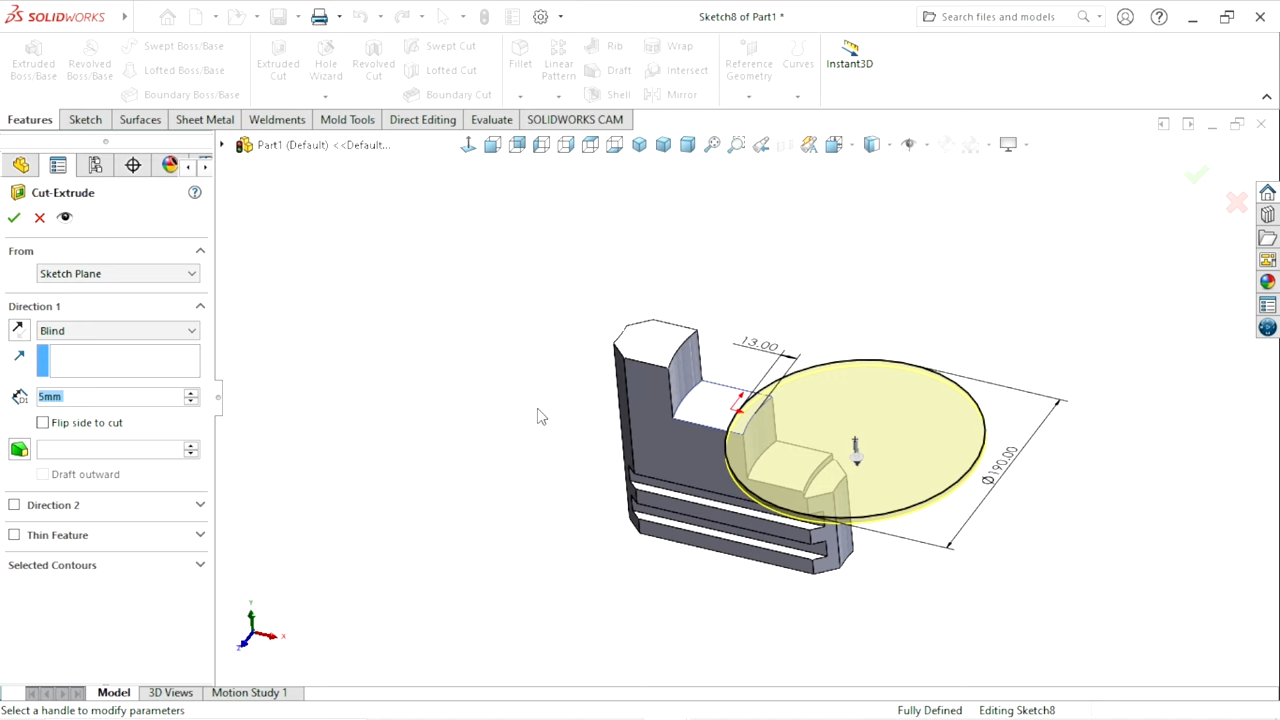 SOLIDWORKS
Sketch8 of Part1 *
Search files and models
Extruded Boss/Base
Revolved Boss/Base
Swept Boss/Base
Lofted Boss/Base
Boundary Boss/Base
Extruded Cut
Hole Wizard
Revolved Cut
Swept Cut
Lofted Cut
Boundary Cut
Fillet
Linear Pattern
Rib
Draft
Shell
Wrap
Intersect
Mirror
Reference Geometry
Curves
Instant3D
Features
Sketch
Surfaces
Sheet Metal
Weldments
Mold Tools
Direct Editing
Evaluate
SOLIDWORKS CAM
Part1 (Default) <<Default...
Cut-Extrude
From
Sketch Plane
Direction 1
Blind
5mm
Flip side to cut
Draft outward
Direction 2
Thin Feature
Selected Contours
13.00
Ø190.00
Y
X
Z
Model
3D Views
Motion Study 1
Select a handle to modify parameters
Fully Defined
Editing Sketch8